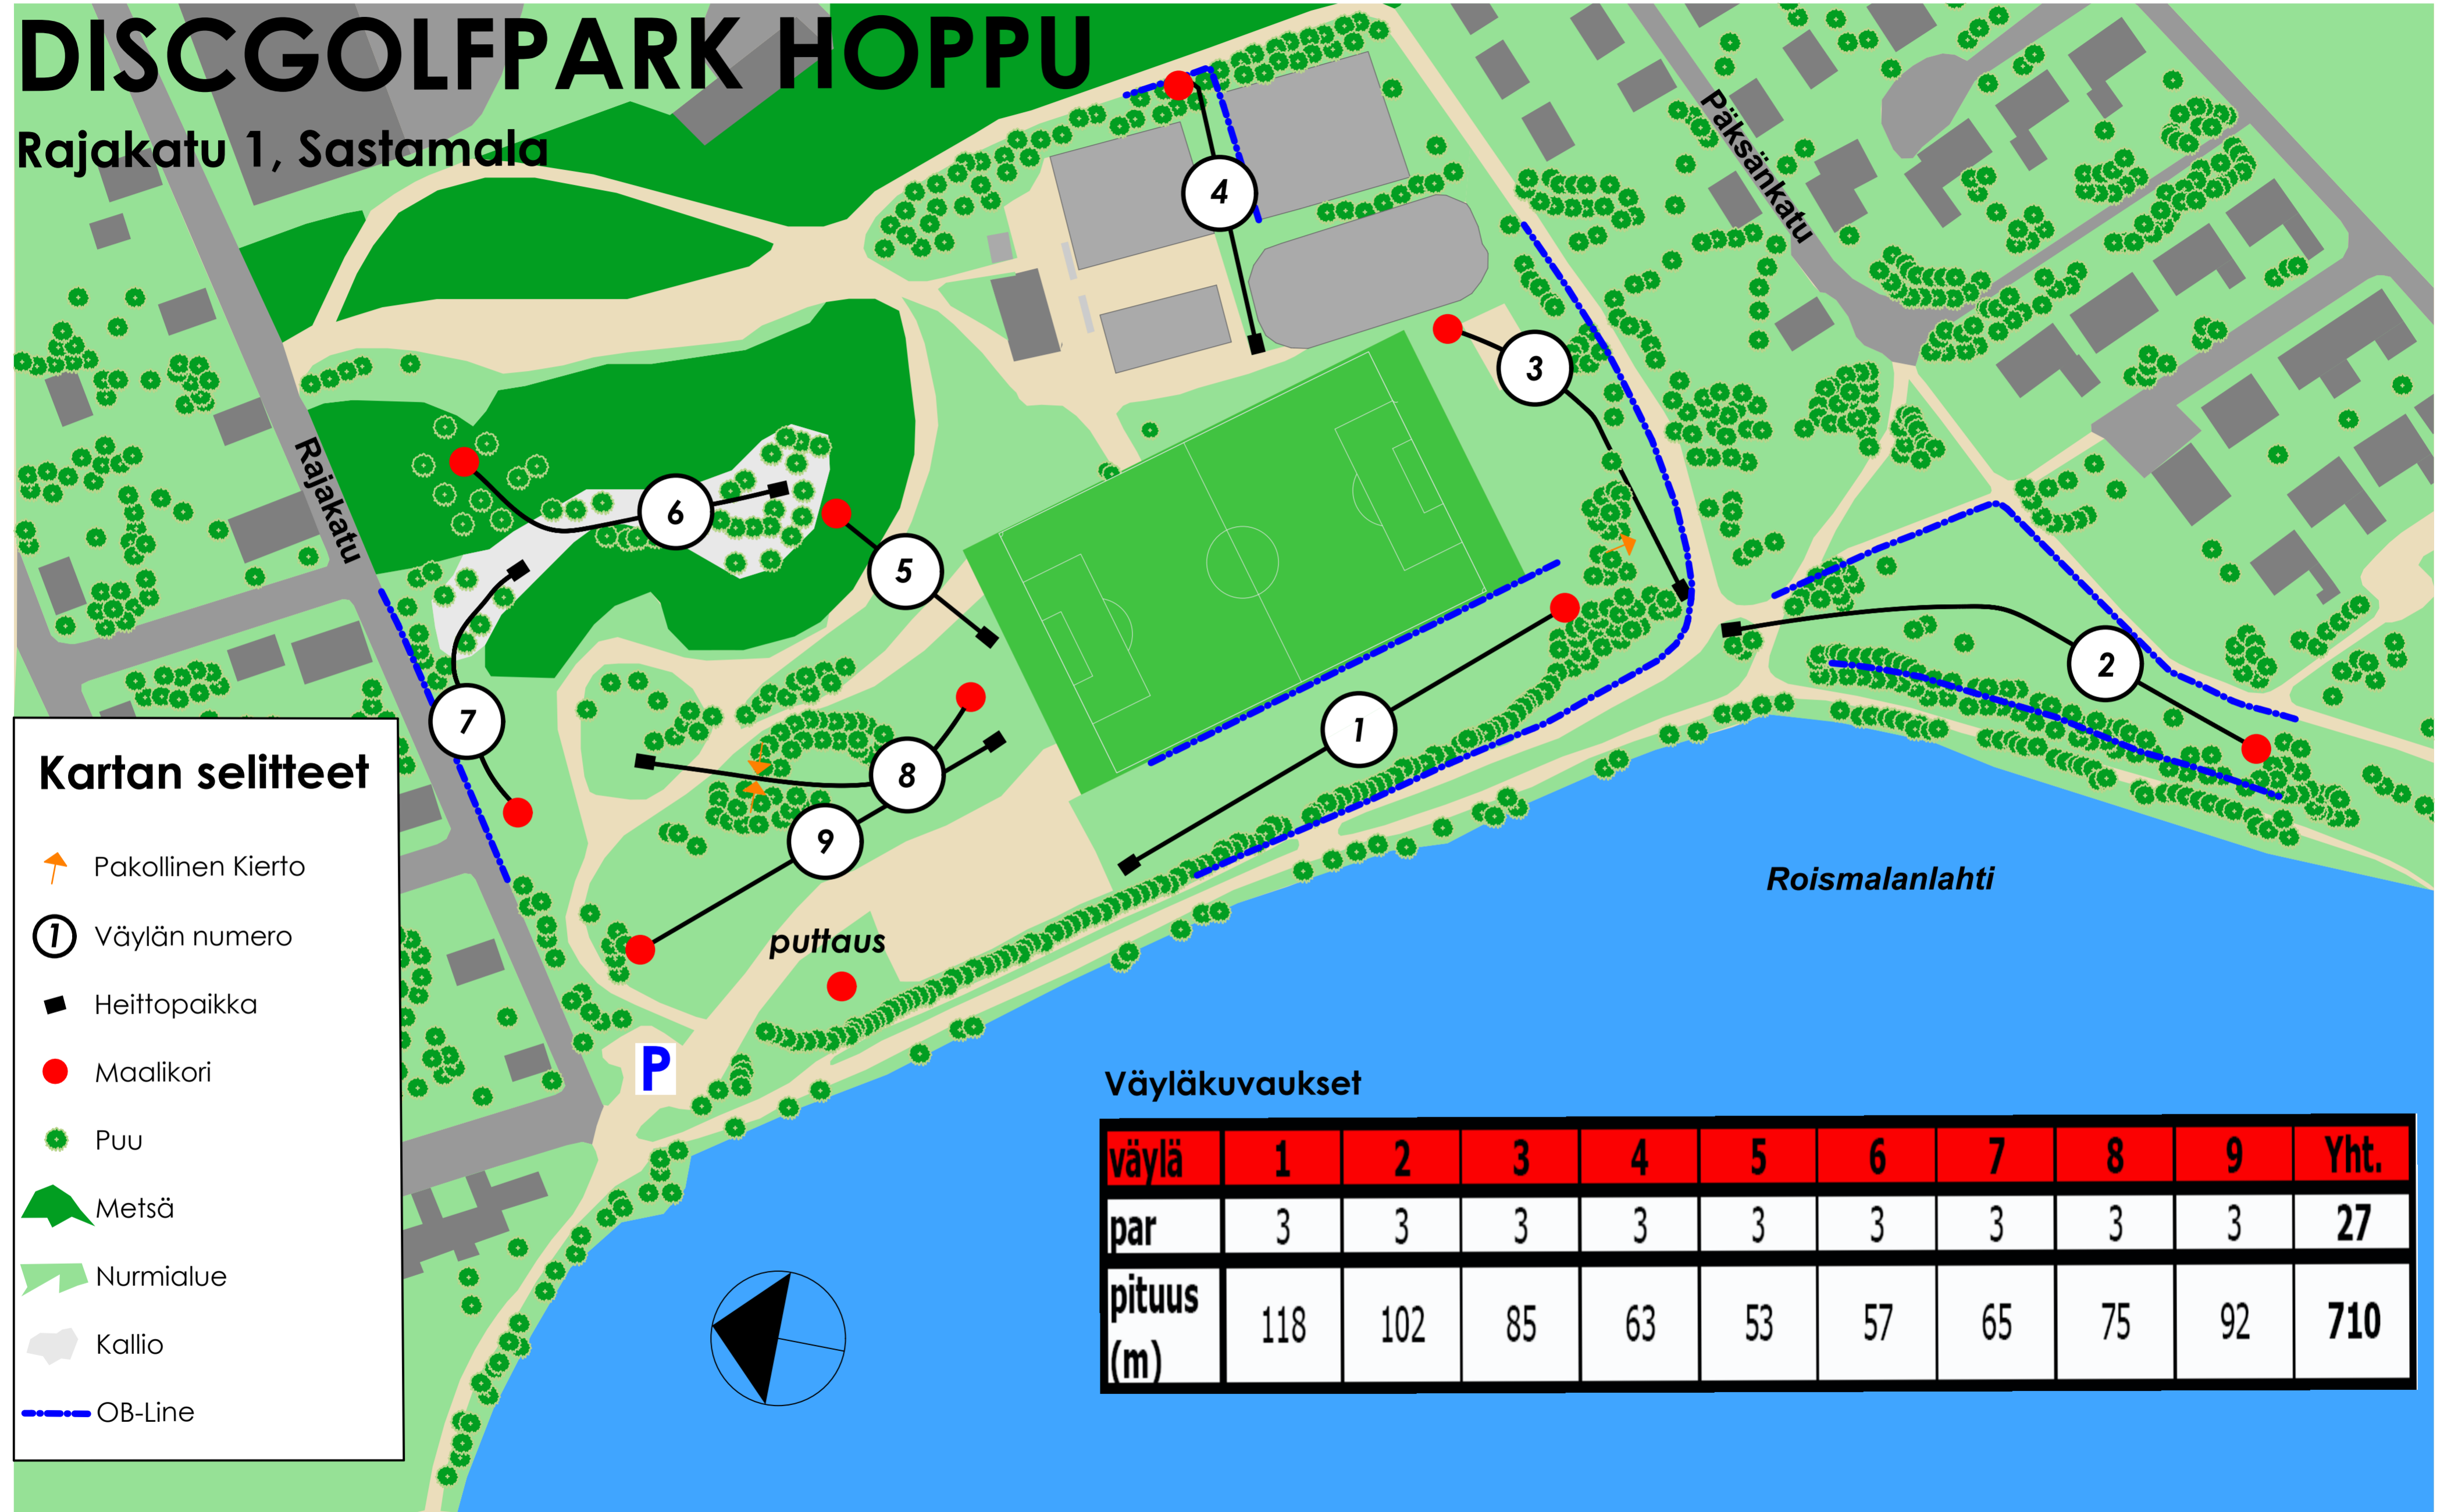 DISCGOLFPARK HOPPU
Rajakatu 1, Sastamala
Päksänkatu
Rajakatu
4
3
6
5
2
7
1
8
9
puttaus
P
Roismalanlahti
Kartan selitteet
Pakollinen Kierto
1 Väylän numero
Heittopaikka
Maalikori
Puu
Metsä
Nurmialue
Kallio
OB-Line
Väyläkuvaukset
väylä 1 2 3 4 5 6 7 8 9 Yht.
par 3 3 3 3 3 3 3 3 3 27
pituus (m) 118 102 85 63 53 57 65 75 92 710